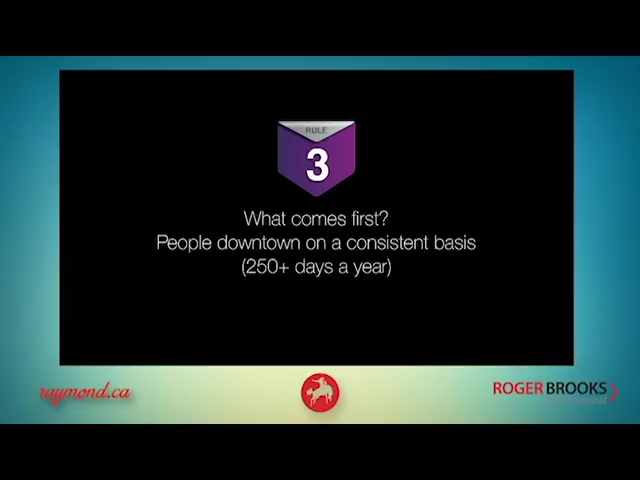 RULE
3
What comes first?
People downtown on a consistent basis
(250+ days a year)
raymond.ca
ROGER BROOKS